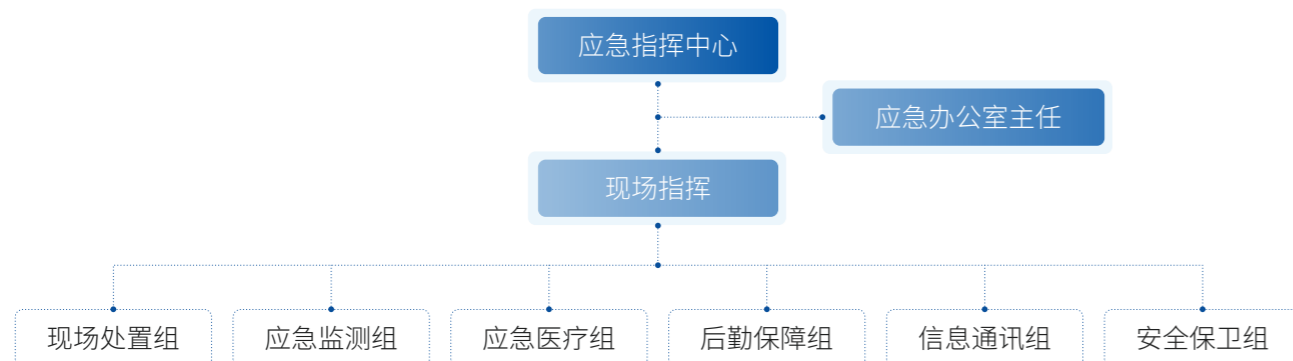 应急指挥中心
应急办公室主任
现场指挥
现场处置组
应急监测组
应急医疗组
后勤保障组
信息通讯组
安全保卫组